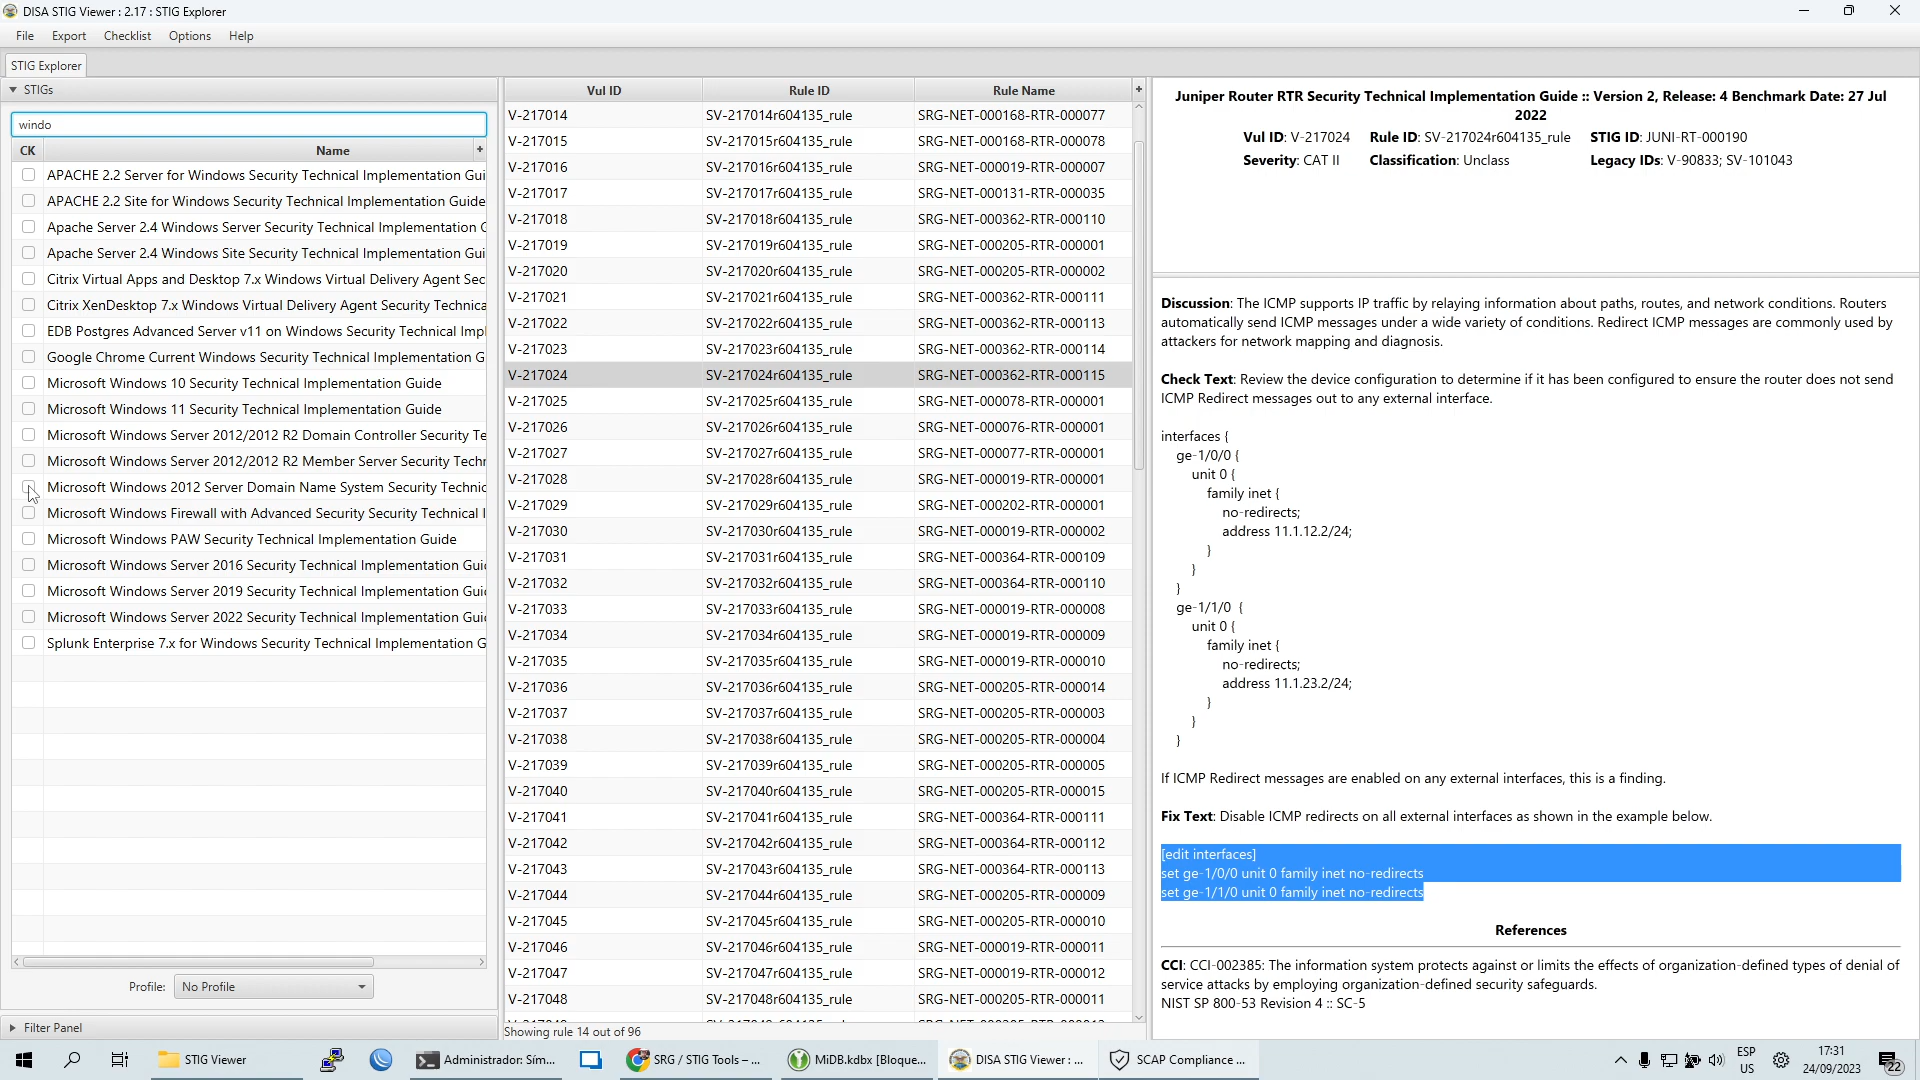 DISA STIG Viewer : 2.17 : STIG Explorer
File Export Checklist Options Help
STIG Explorer
STIGs
windo
CK Name +
APACHE 2.2 Server for Windows Security Technical Implementation Gui
APACHE 2.2 Site for Windows Security Technical Implementation Guide
Apache Server 2.4 Windows Server Security Technical Implementation G
Apache Server 2.4 Windows Site Security Technical Implementation Gui
Citrix Virtual Apps and Desktop 7.x Windows Virtual Delivery Agent Sec
Citrix XenDesktop 7.x Windows Virtual Delivery Agent Security Technica
EDB Postgres Advanced Server v11 on Windows Security Technical Impl
Google Chrome Current Windows Security Technical Implementation G
Microsoft Windows 10 Security Technical Implementation Guide
Microsoft Windows 11 Security Technical Implementation Guide
Microsoft Windows Server 2012/2012 R2 Domain Controller Security Te
Microsoft Windows Server 2012/2012 R2 Member Server Security Techn
Microsoft Windows 2012 Server Domain Name System Security Technic
Microsoft Windows Firewall with Advanced Security Security Technical I
Microsoft Windows PAW Security Technical Implementation Guide
Microsoft Windows Server 2016 Security Technical Implementation Gui
Microsoft Windows Server 2019 Security Technical Implementation Gui
Microsoft Windows Server 2022 Security Technical Implementation Gui
Splunk Enterprise 7.x for Windows Security Technical Implementation G
Profile: No Profile
Filter Panel
Vul ID Rule ID Rule Name +
V-217014 SV-217014r604135_rule SRG-NET-000168-RTR-000077
V-217015 SV-217015r604135_rule SRG-NET-000168-RTR-000078
V-217016 SV-217016r604135_rule SRG-NET-000019-RTR-000007
V-217017 SV-217017r604135_rule SRG-NET-000131-RTR-000035
V-217018 SV-217018r604135_rule SRG-NET-000362-RTR-000110
V-217019 SV-217019r604135_rule SRG-NET-000205-RTR-000001
V-217020 SV-217020r604135_rule SRG-NET-000205-RTR-000002
V-217021 SV-217021r604135_rule SRG-NET-000362-RTR-000111
V-217022 SV-217022r604135_rule SRG-NET-000362-RTR-000113
V-217023 SV-217023r604135_rule SRG-NET-000362-RTR-000114
V-217024 SV-217024r604135_rule SRG-NET-000362-RTR-000115
V-217025 SV-217025r604135_rule SRG-NET-000078-RTR-000001
V-217026 SV-217026r604135_rule SRG-NET-000076-RTR-000001
V-217027 SV-217027r604135_rule SRG-NET-000077-RTR-000001
V-217028 SV-217028r604135_rule SRG-NET-000019-RTR-000001
V-217029 SV-217029r604135_rule SRG-NET-000202-RTR-000001
V-217030 SV-217030r604135_rule SRG-NET-000019-RTR-000002
V-217031 SV-217031r604135_rule SRG-NET-000364-RTR-000109
V-217032 SV-217032r604135_rule SRG-NET-000364-RTR-000110
V-217033 SV-217033r604135_rule SRG-NET-000019-RTR-000008
V-217034 SV-217034r604135_rule SRG-NET-000019-RTR-000009
V-217035 SV-217035r604135_rule SRG-NET-000019-RTR-000010
V-217036 SV-217036r604135_rule SRG-NET-000205-RTR-000014
V-217037 SV-217037r604135_rule SRG-NET-000205-RTR-000003
V-217038 SV-217038r604135_rule SRG-NET-000205-RTR-000004
V-217039 SV-217039r604135_rule SRG-NET-000205-RTR-000005
V-217040 SV-217040r604135_rule SRG-NET-000205-RTR-000015
V-217041 SV-217041r604135_rule SRG-NET-000364-RTR-000111
V-217042 SV-217042r604135_rule SRG-NET-000364-RTR-000112
V-217043 SV-217043r604135_rule SRG-NET-000364-RTR-000113
V-217044 SV-217044r604135_rule SRG-NET-000205-RTR-000009
V-217045 SV-217045r604135_rule SRG-NET-000205-RTR-000010
V-217046 SV-217046r604135_rule SRG-NET-000019-RTR-000011
V-217047 SV-217047r604135_rule SRG-NET-000019-RTR-000012
V-217048 SV-217048r604135_rule SRG-NET-000205-RTR-000011
Showing rule 14 out of 96
Juniper Router RTR Security Technical Implementation Guide :: Version 2, Release: 4 Benchmark Date: 27 Jul
2022
Vul ID: V-217024 Rule ID: SV-217024r604135_rule STIG ID: JUNI-RT-000190
Severity: CAT II Classification: Unclass Legacy IDs: V-90833; SV-101043
Discussion: The ICMP supports IP traffic by relaying information about paths, routes, and network conditions. Routers
automatically send ICMP messages under a wide variety of conditions. Redirect ICMP messages are commonly used by
attackers for network mapping and diagnosis.
Check Text: Review the device configuration to determine if it has been configured to ensure the router does not send
ICMP Redirect messages out to any external interface.
interfaces {
ge-1/0/0 {
unit 0 {
family inet {
no-redirects;
address 11.1.12.2/24;
}
}
}
ge-1/1/0 {
unit 0 {
family inet {
no-redirects;
address 11.1.23.2/24;
}
}
}
If ICMP Redirect messages are enabled on any external interfaces, this is a finding.
Fix Text: Disable ICMP redirects on all external interfaces as shown in the example below.
[edit interfaces]
set ge-1/0/0 unit 0 family inet no-redirects
set ge-1/1/0 unit 0 family inet no-redirects
References
CCI: CCI-002385: The information system protects against or limits the effects of organization-defined types of denial of
service attacks by employing organization-defined security safeguards.
NIST SP 800-53 Revision 4 :: SC-5
STIG Viewer
Administrador: Sím...
SRG / STIG Tools – ...
MiDB.kdbx [Bloque...
DISA STIG Viewer : ...
SCAP Compliance ...
ESP
US
17:31
24/09/2023
22